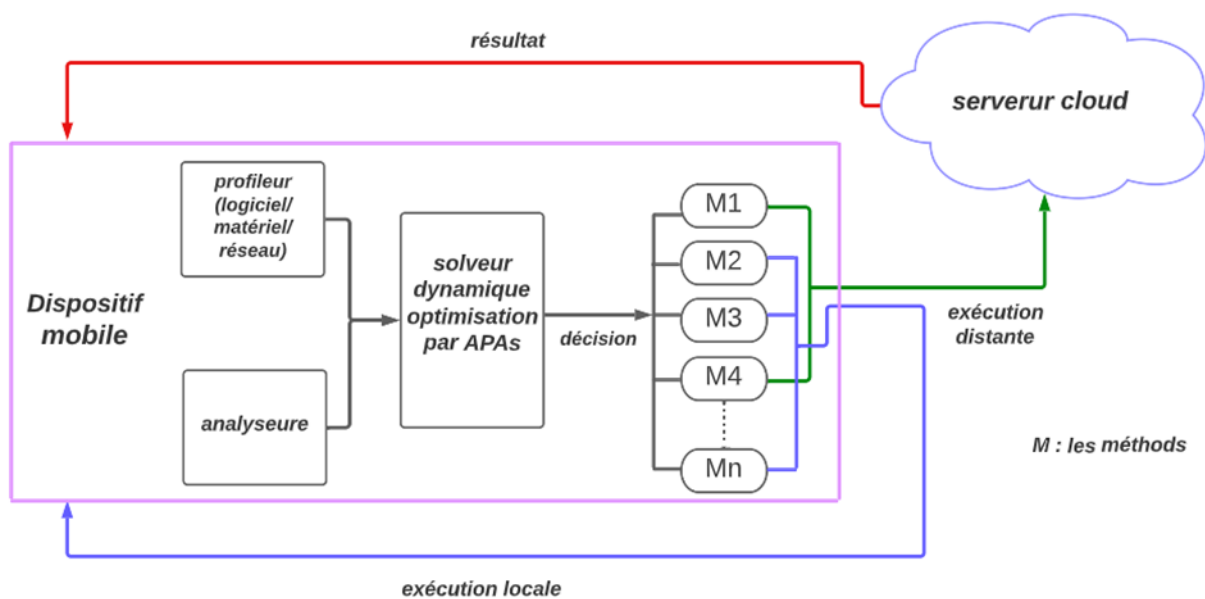 résultat
serverur cloud
profileur
(logiciel/
matériel/
réseau)
Dispositif
mobile
analyseure
solveur
dynamique
optimisation
par APAs
décision
M1
M2
M3
M4
Mn
exécution
distante
M : les méthods
exécution locale